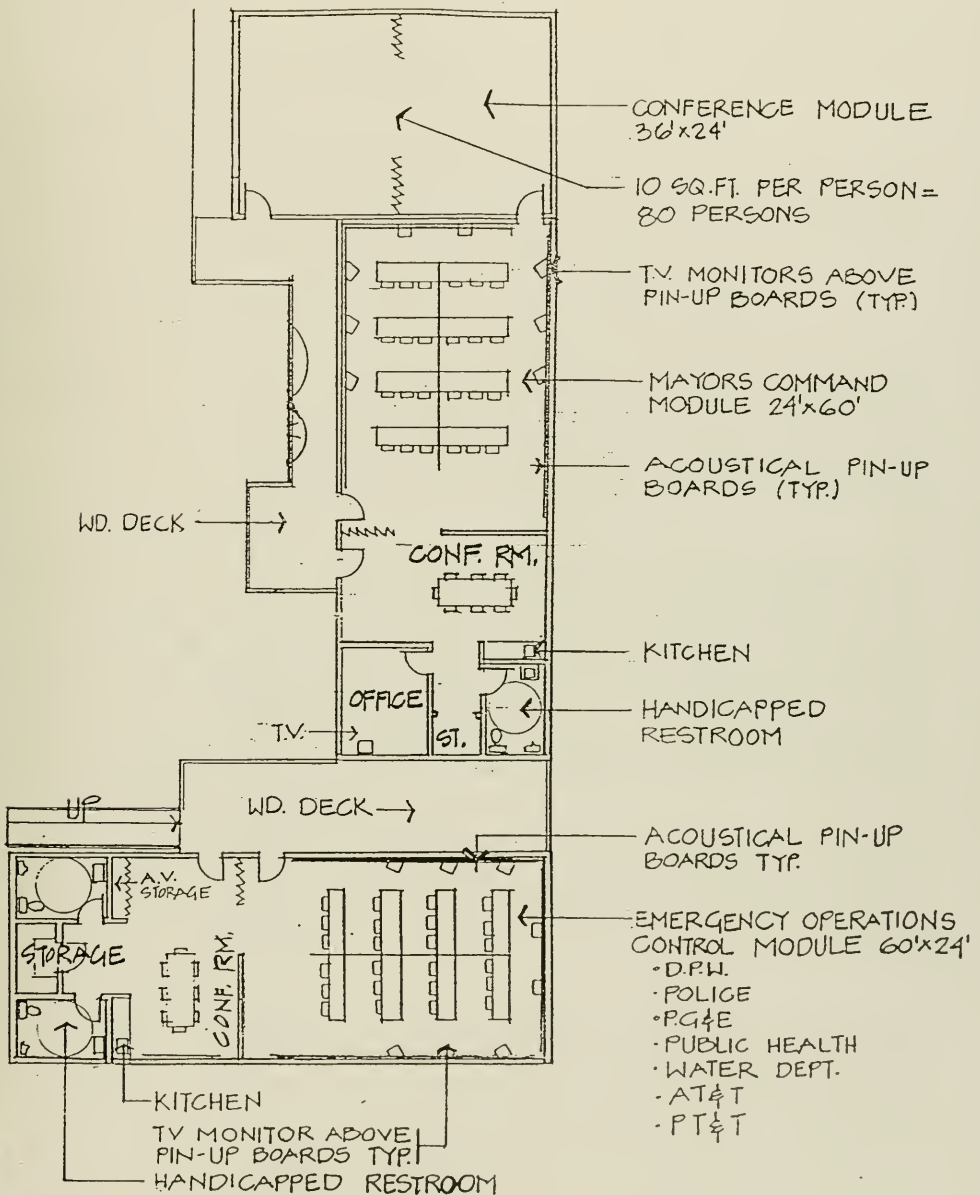 CONFERENCE MODULE
36'x24'
10 SQ.FT. PER PERSON=
80 PERSONS
T.V. MONITORS ABOVE
PIN-UP BOARDS (TYP.)
MAYORS COMMAND
MODULE 24'x60'
ACOUSTICAL PIN-UP
BOARDS (TYP.)
WD. DECK
CONF. RM.
KITCHEN
OFFICE
HANDICAPPED
RESTROOM
T.V.
ST.
UP
WD. DECK
ACOUSTICAL PIN-UP
BOARDS TYP.
A.V.
STORAGE
STORAGE
CONF. RM.
EMERGENCY OPERATIONS
CONTROL MODULE 60'x24'
• D.P.W.
• POLICE
• P.G&E
• PUBLIC HEALTH
• WATER DEPT.
• AT&T
• PT&T
KITCHEN
TV MONITOR ABOVE
PIN-UP BOARDS TYP.
HANDICAPPED RESTROOM